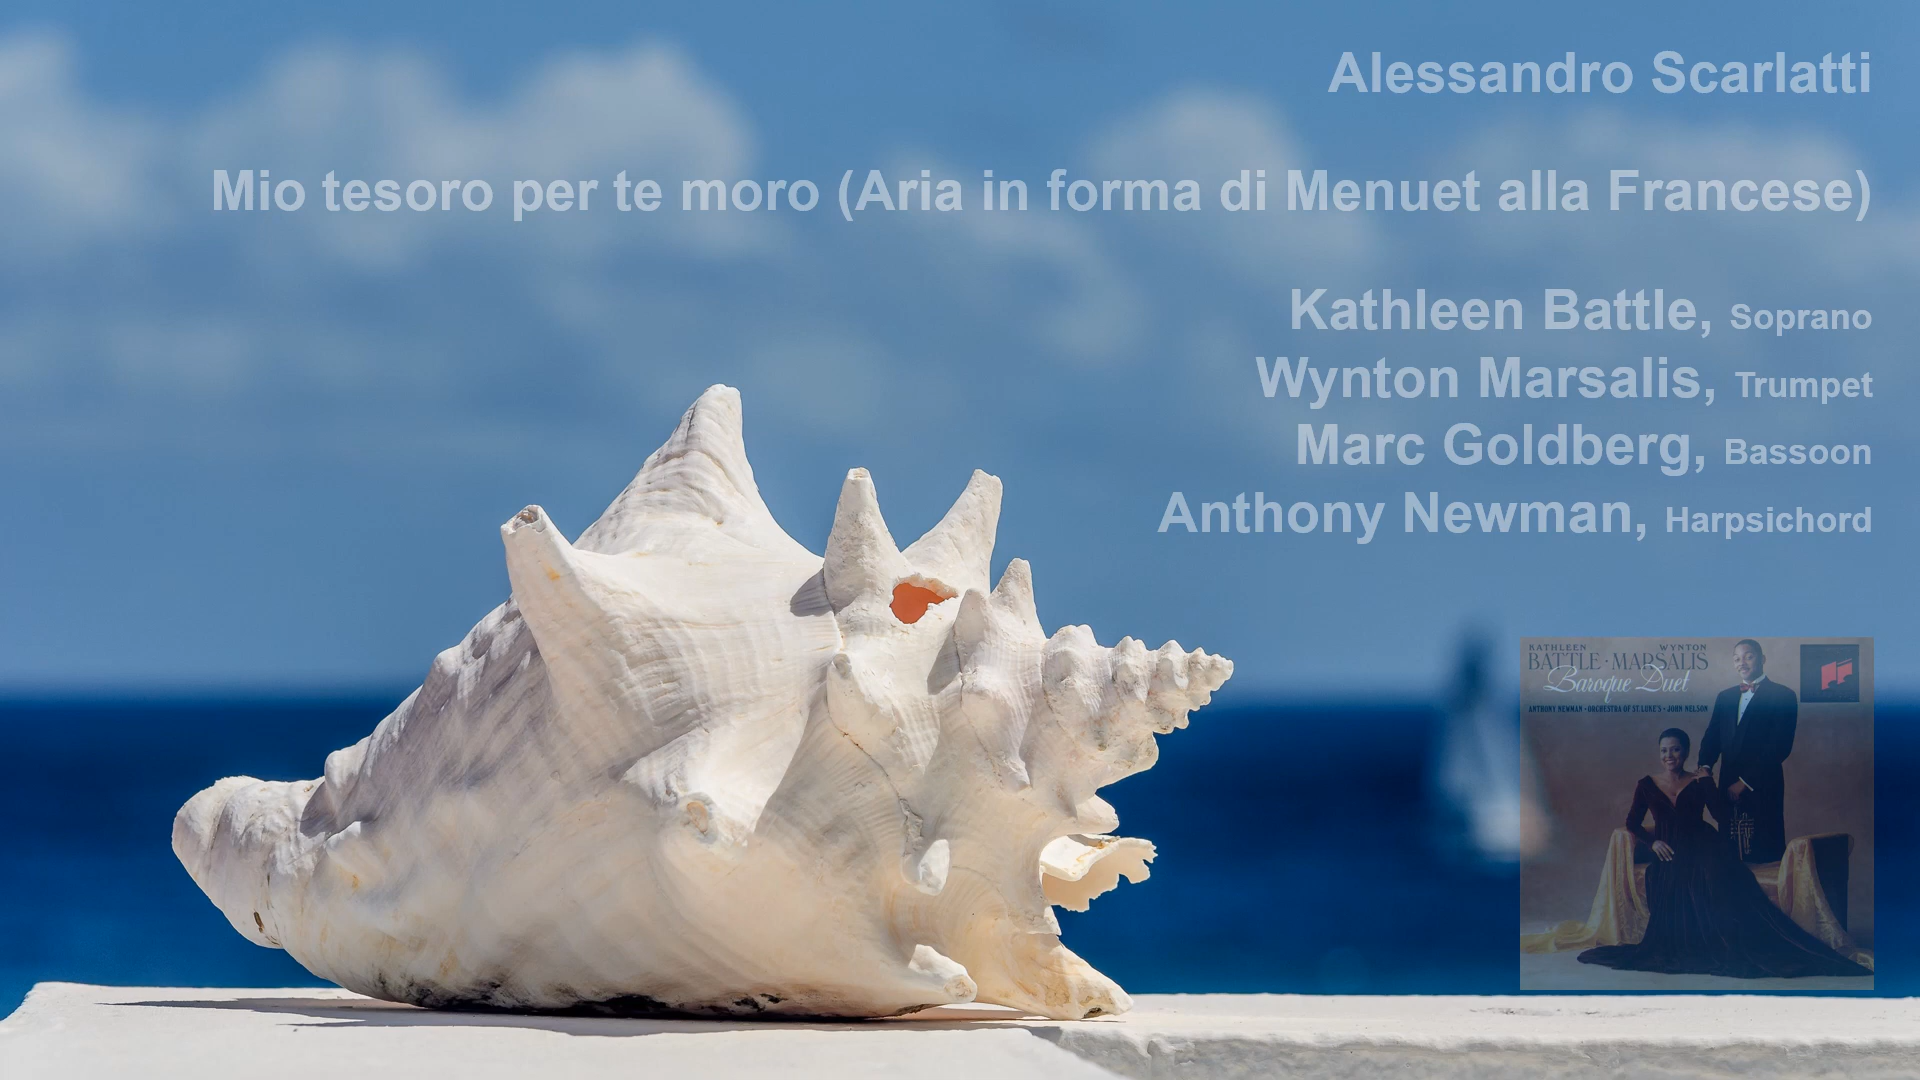 Alessandro Scarlatti
Mio tesoro per te moro (Aria in forma di Menuet alla Francese)
Kathleen Battle, Soprano
Wynton Marsalis, Trumpet
Marc Goldberg, Bassoon
Anthony Newman, Harpsichord
KATHLEEN WYNTON
BATTLE · MARSALIS
Baroque Duet
ANTHONY NEWMAN · ORCHESTRA OF ST. LUKE'S · JOHN NELSON